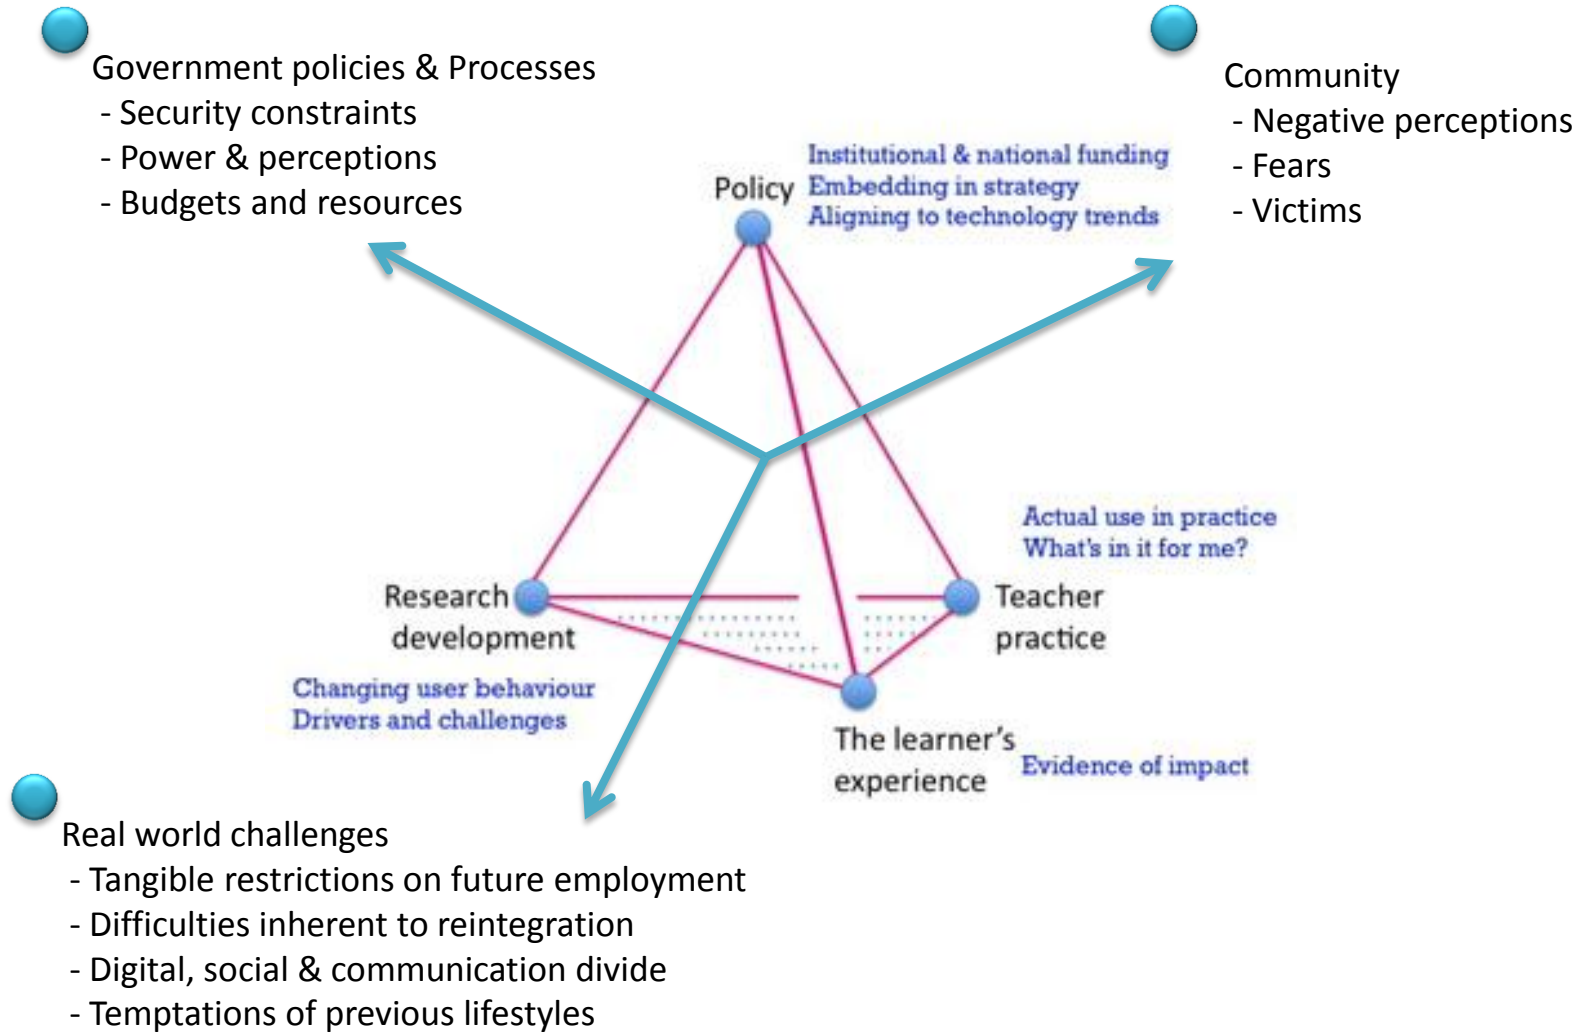 Government policies & Processes
- Security constraints
- Power & perceptions
- Budgets and resources
Community
- Negative perceptions
- Fears
- Victims
Policy
Institutional & national funding
Embedding in strategy
Aligning to technology trends
Actual use in practice
What's in it for me?
Research
development
Teacher
practice
Changing user behaviour
Drivers and challenges
The learner's
experience
Evidence of impact
Real world challenges
- Tangible restrictions on future employment
- Difficulties inherent to reintegration
- Digital, social & communication divide
- Temptations of previous lifestyles